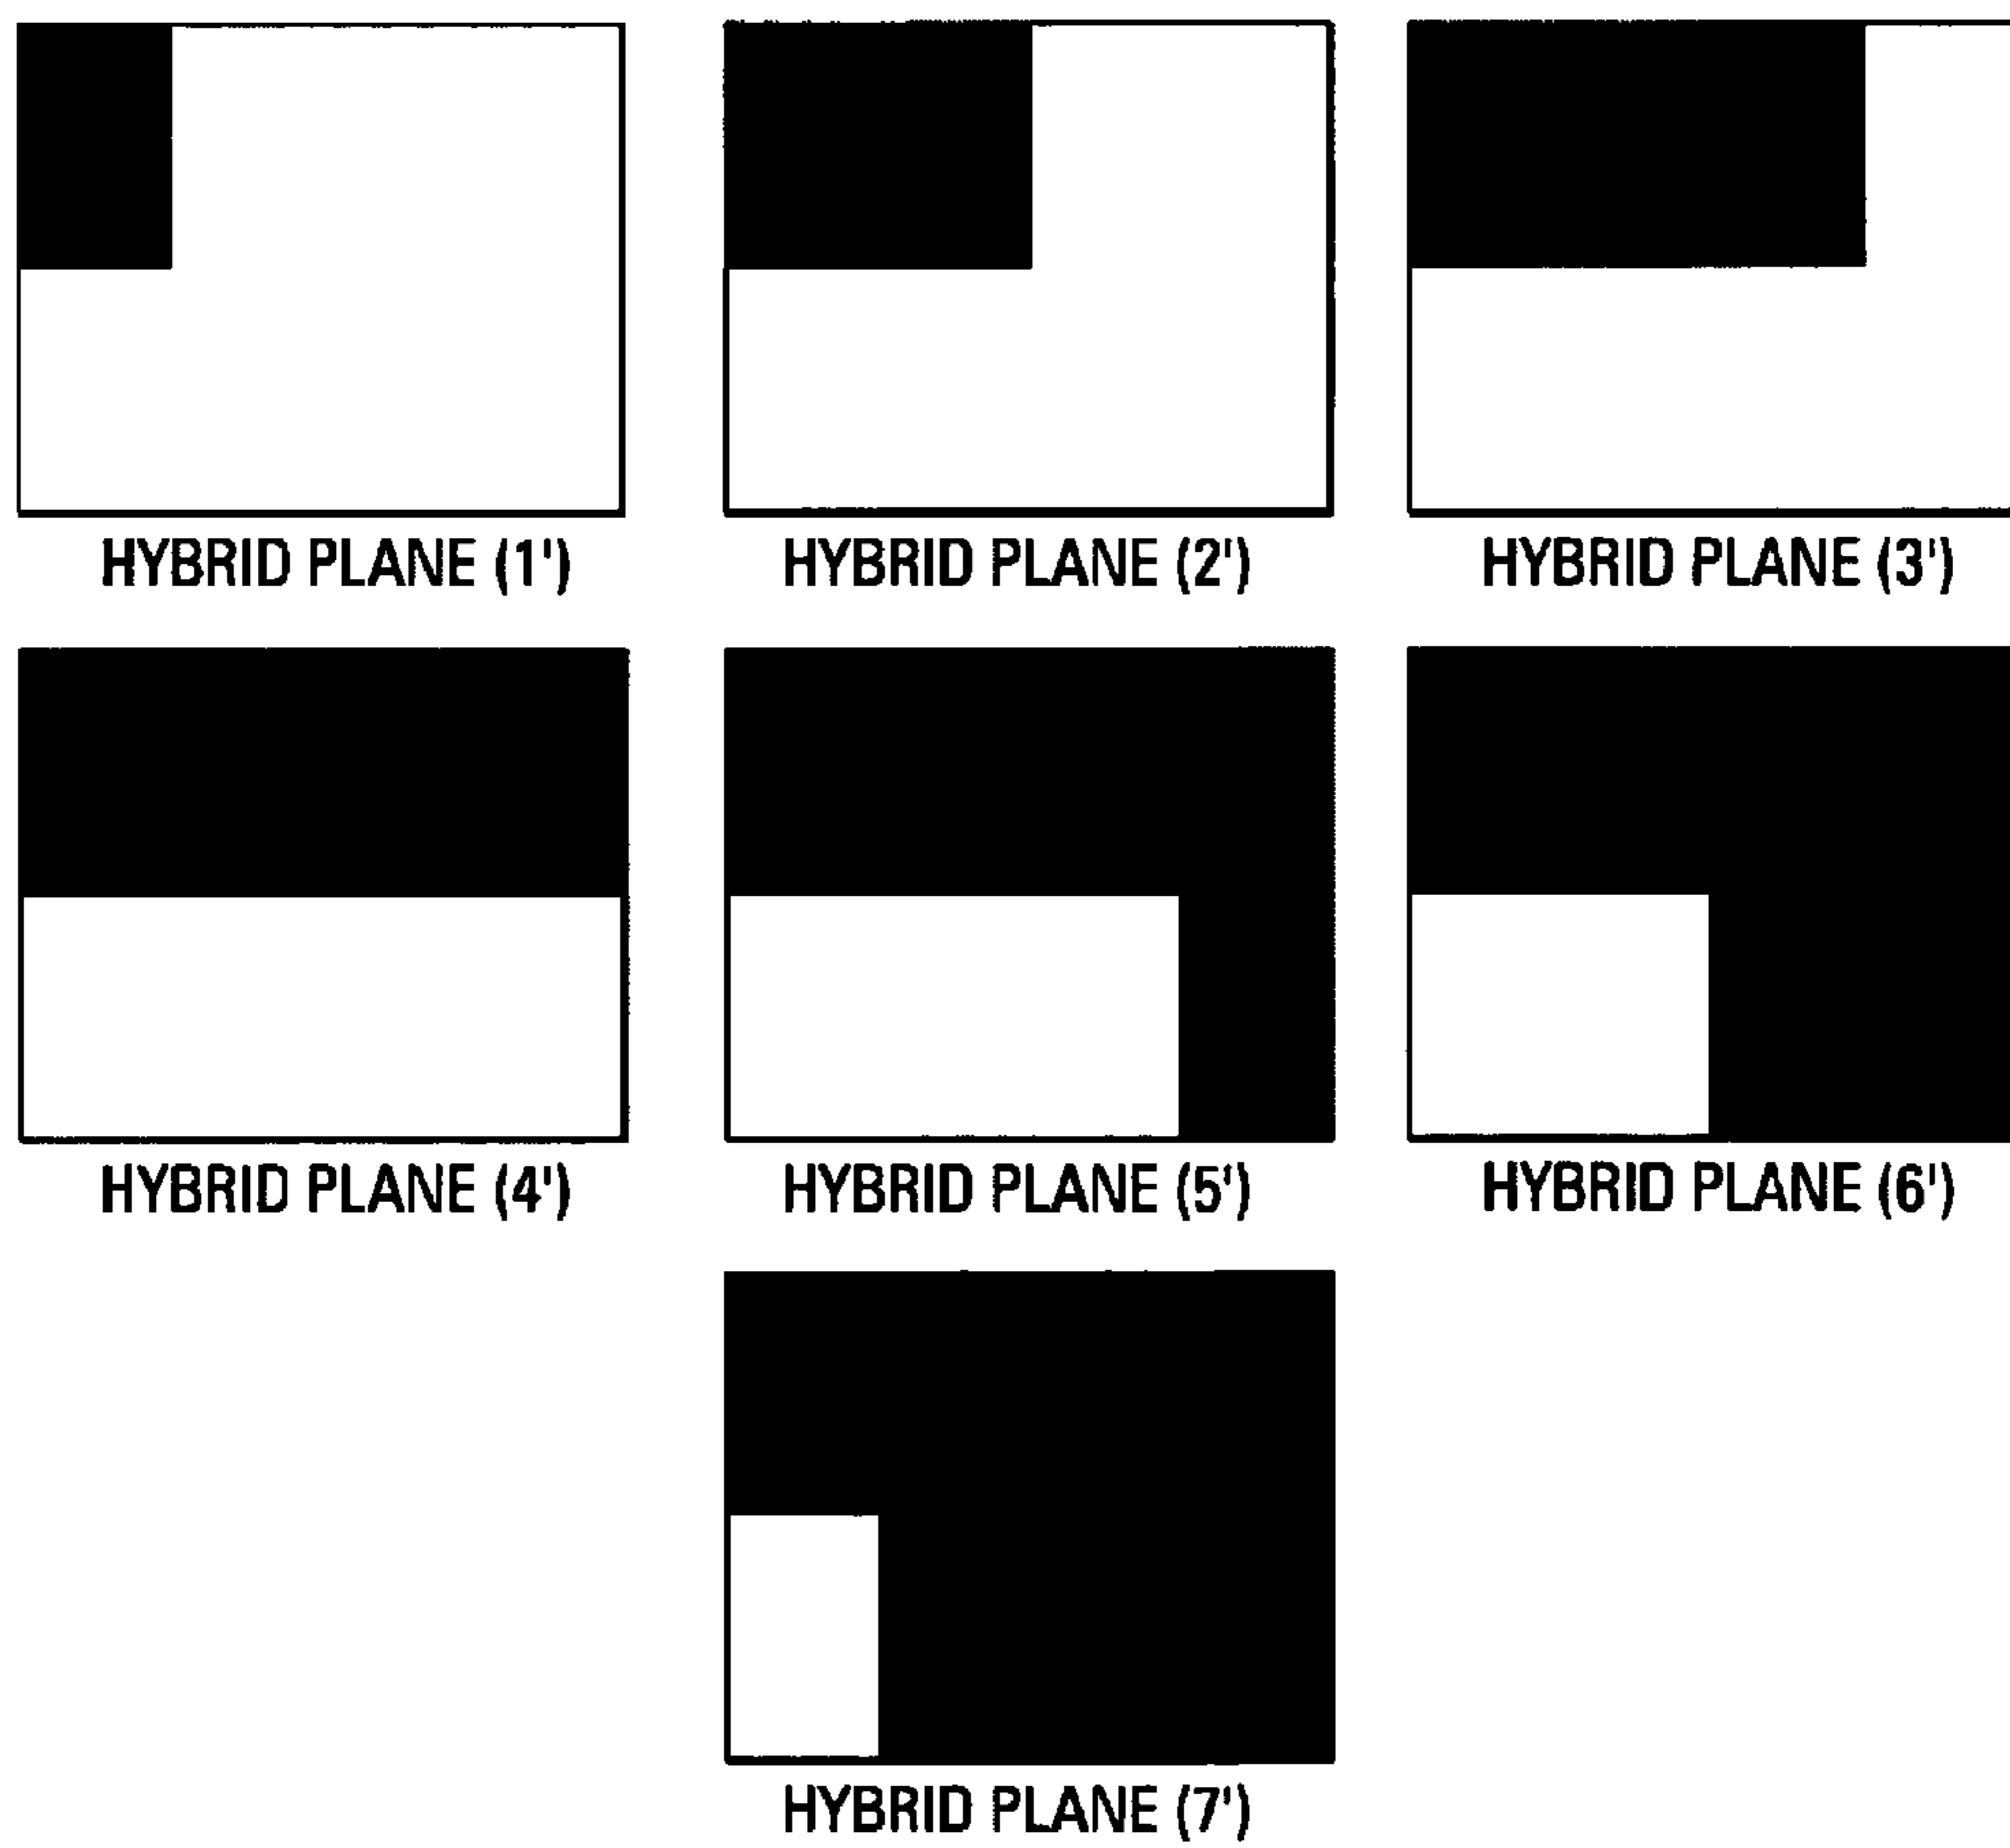 HYBRID PLANE (1')
HYBRID PLANE (2')
HYBRID PLANE (3')
HYBRID PLANE (4')
HYBRID PLANE (5')
HYBRID PLANE (6')
HYBRID PLANE (7')